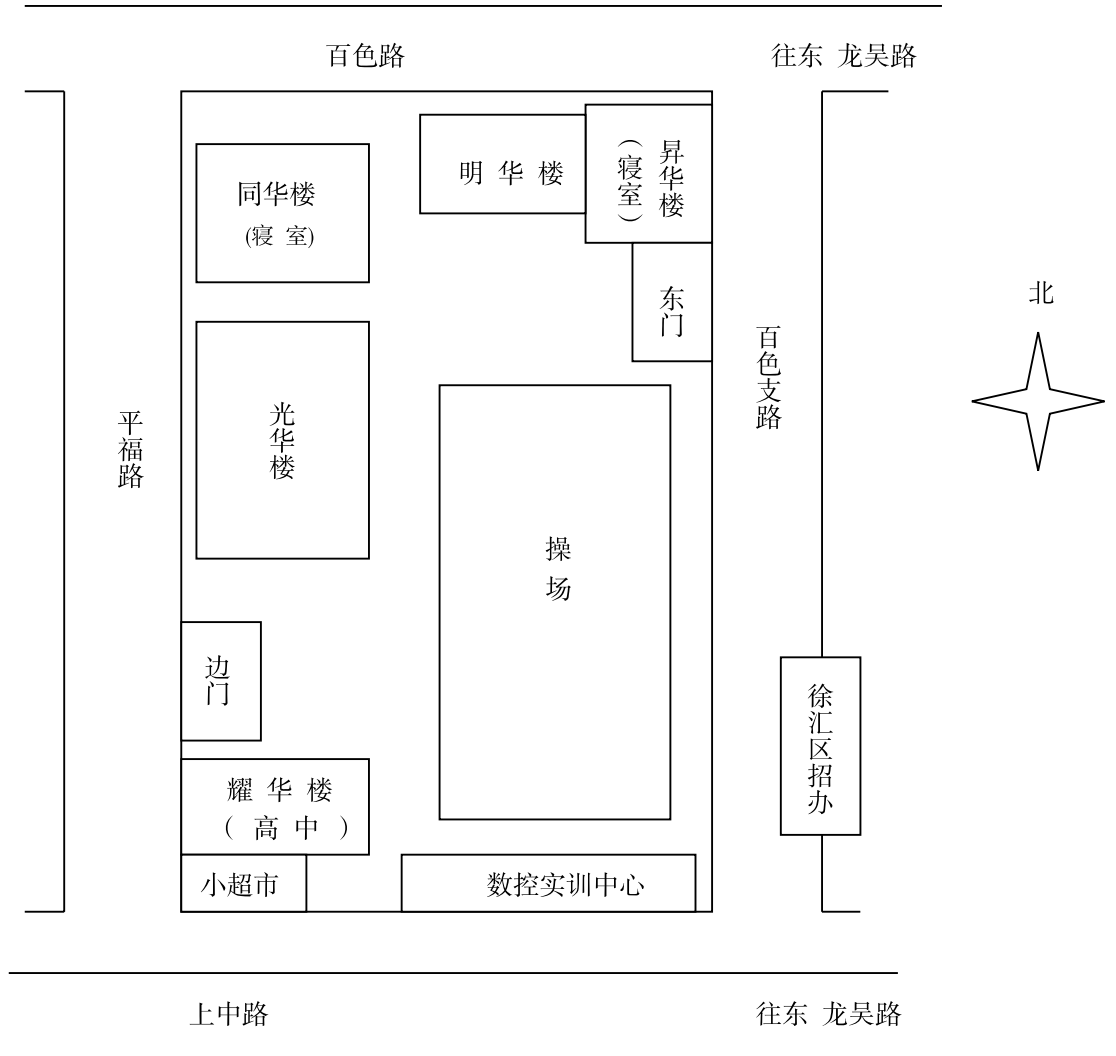 百色路
往东 龙吴路
明 华 楼
昇华楼
（寝室）
同华楼
(寝 室)
东门
北
百色支路
平福路
光华楼
操
场
边门
徐汇区招办
耀 华 楼
( 高 中 )
小超市
数控实训中心
上中路
往东 龙吴路